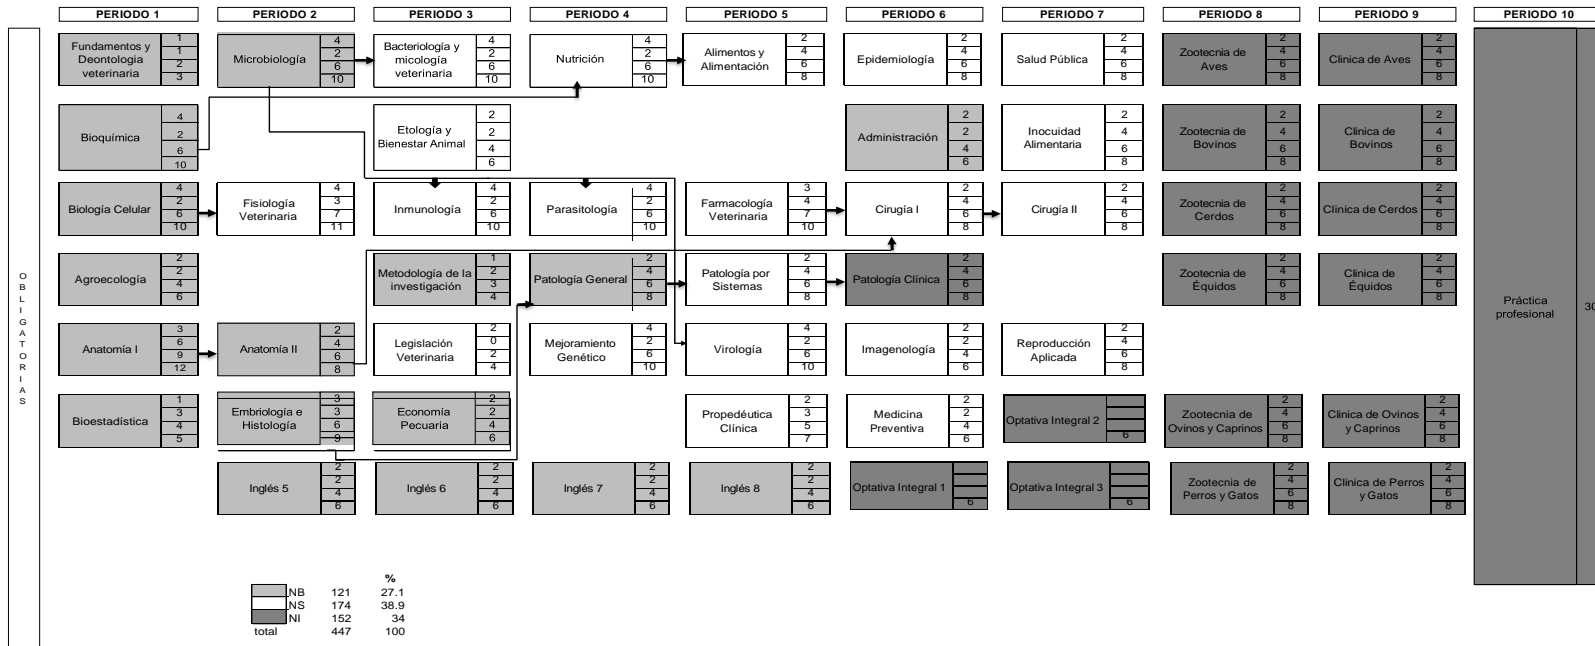 PERIODO 1 PERIODO 2 PERIODO 3 PERIODO 4 PERIODO 5 PERIODO 6 PERIODO 7 PERIODO 8 PERIODO 9 PERIODO 10
OBLIGATORIAS
Fundamentos y
Deontologia
veterinaria
1
1
2
3
Microbiología
4
2
6
10
Bacteriología y
micología
veterinaria
4
2
6
10
Nutrición
4
2
6
10
Alimentos y
Alimentación
2
4
6
8
Epidemiología
2
4
6
8
Salud Pública
2
4
6
8
Zootecnia de
Aves
2
4
6
8
Clinica de Aves
2
4
6
8
Bioquímica
4
2
6
10
Etología y
Bienestar Animal
2
2
4
6
Administración
2
2
4
6
Inocuidad
Alimentaria
2
4
6
8
Zootecnia de
Bovinos
2
4
6
8
Clinica de
Bovinos
2
4
6
8
Biología Celular
4
2
6
10
Fisiología
Veterinaria
4
3
7
11
Inmunología
4
2
6
10
Parasitología
4
2
6
10
Farmacología
Veterinaria
3
4
7
10
Cirugía I
2
4
6
8
Cirugía II
2
4
6
8
Zootecnia de
Cerdos
2
4
6
8
Clinica de Cerdos
2
4
6
8
Agroecología
2
2
4
6
Metodología de la
investigación
1
2
3
4
Patología General
2
4
6
8
Patología por
Sistemas
2
4
6
8
Patología Clínica
2
4
6
8
Zootecnia de
Équidos
2
4
6
8
Clínica de
Équidos
2
4
6
8
Práctica
profesional
30
Anatomía I
3
6
9
12
Anatomía II
2
4
6
8
Legislación
Veterinaria
2
0
2
4
Mejoramiento
Genético
4
2
6
10
Virología
4
2
6
10
Imagenología
2
2
4
6
Reproducción
Aplicada
2
4
6
8
Bioestadística
1
3
4
5
Embriología e
Histología
3
3
6
9
Economía
Pecuaria
2
2
4
6
Propedéutica
Clínica
2
3
5
7
Medicina
Preventiva
2
2
4
6
Optativa Integral 2
6
Zootecnia de
Ovinos y Caprinos
2
4
6
8
Clinica de Ovinos
y Caprinos
2
4
6
8
Inglés 5
2
2
4
6
Inglés 6
2
2
4
6
Inglés 7
2
2
4
6
Inglés 8
2
2
4
6
Optativa Integral 1
6
Optativa Integral 3
6
Zootecnia de
Perros y Gatos
2
4
6
8
Clinica de Perros
y Gatos
2
4
6
8
%
NB 121 27.1
NS 174 38.9
NI 152 34
total 447 100